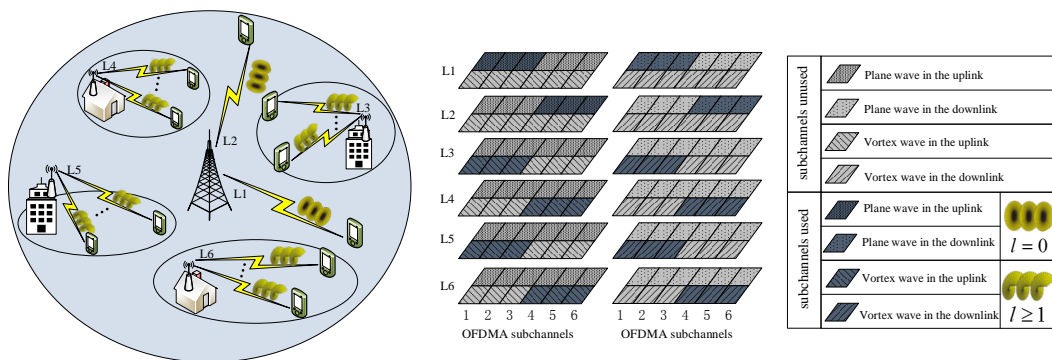 L4
L3
L2
L5
L1
L6
L1
L2
L3
L4
L5
L6
1 2 3 4 5 6 1 2 3 4 5 6
OFDMA subchannels OFDMA subchannels
subchannels unused
Plane wave in the uplink
Plane wave in the downlink
Vortex wave in the uplink
Vortex wave in the downlink
subchannels used
Plane wave in the uplink
Plane wave in the downlink
l = 0
Vortex wave in the uplink
Vortex wave in the downlink
l ≥ 1